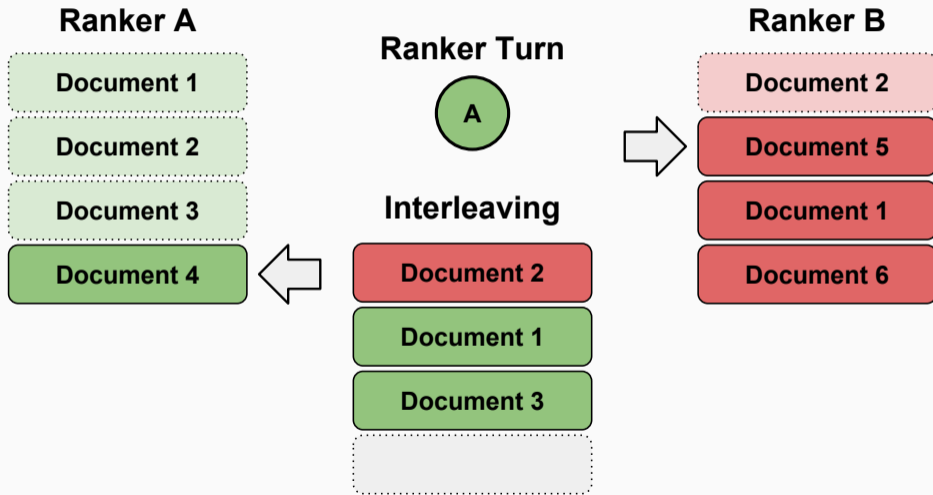 Ranker A
Document 1
Document 2
Document 3
Document 4
Ranker Turn
A
Interleaving
Document 2
Document 1
Document 3
Ranker B
Document 2
Document 5
Document 1
Document 6